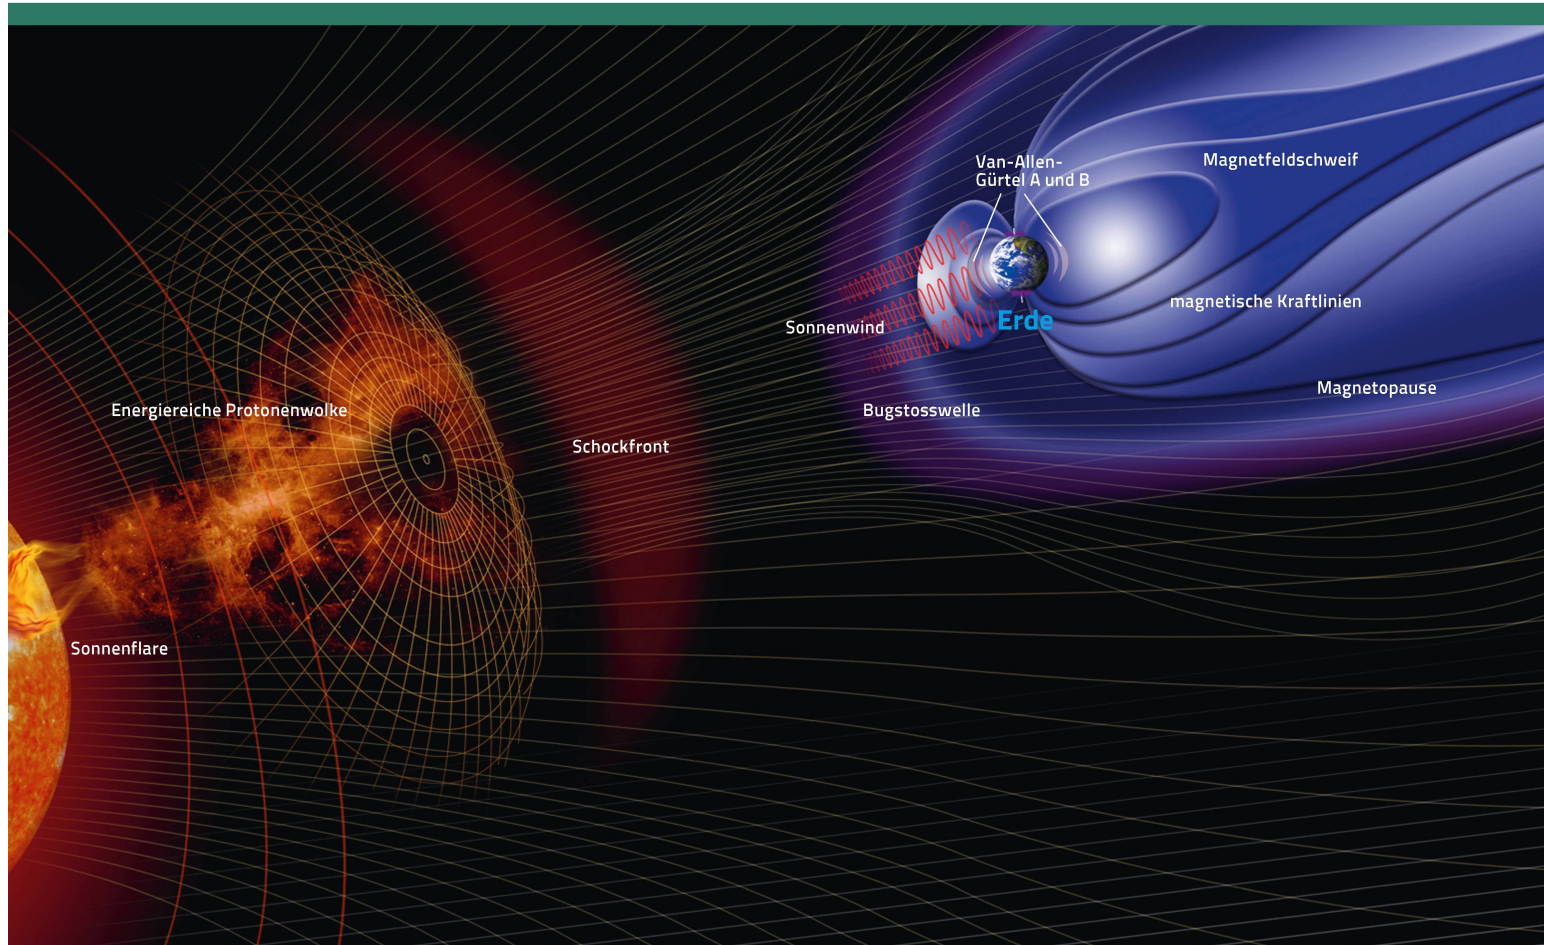 Van-Allen-
Gürtel A und B
Magnetfeldschweif
magnetische Kraftlinien
Sonnenwind
Erde
Magnetopause
Bugstosswelle
Energiereiche Protonenwolke
Schockfront
Sonnenflare